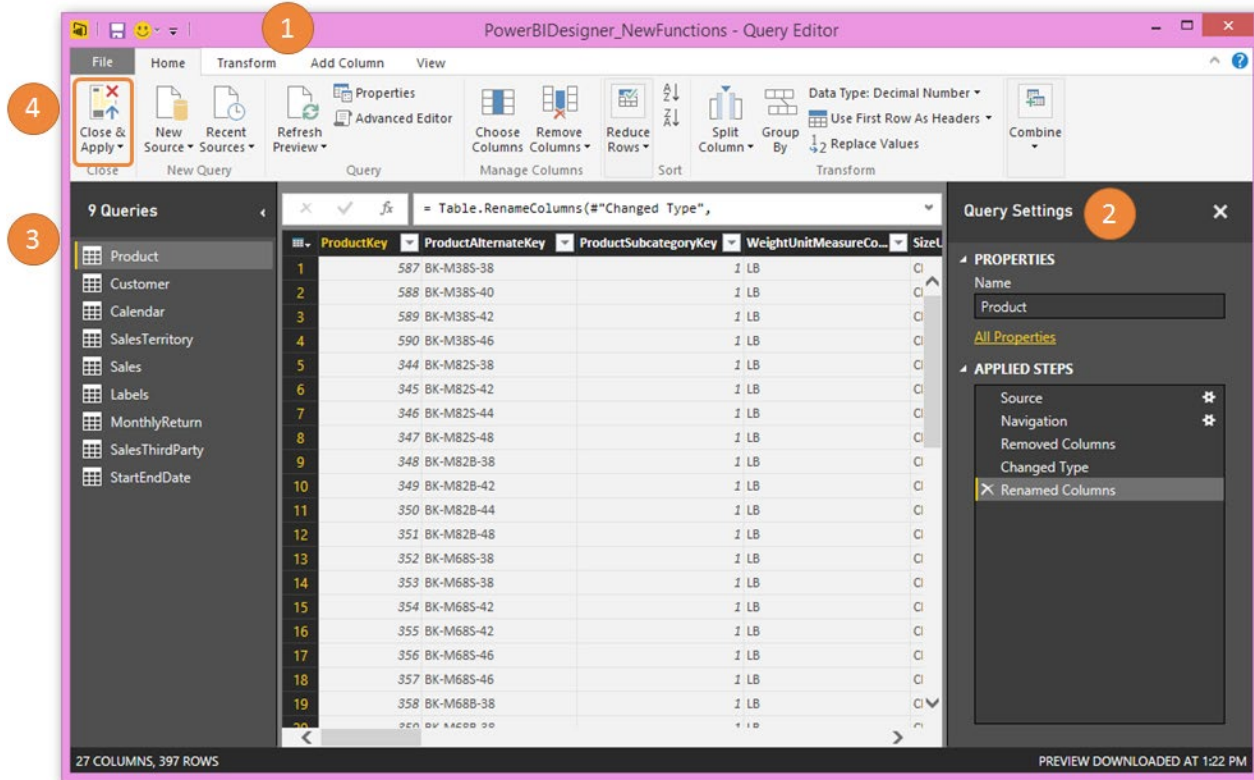 1
PowerBIDesigner_NewFunctions - Query Editor
File Home Transform Add Column View
4
Close & Apply
New Source
Recent Sources
Refresh Preview
Properties
Advanced Editor
Choose Columns
Remove Columns
Reduce Rows
Split Column
Group By
Data Type: Decimal Number
Use First Row As Headers
Replace Values
Combine
Close
New Query
Query
Manage Columns
Sort
Transform
9 Queries
3
Product
Customer
Calendar
SalesTerritory
Sales
Labels
MonthlyReturn
SalesThirdParty
StartEndDate
fx = Table.RenameColumns(#"Changed Type",
ProductKey ProductAlternateKey ProductSubcategoryKey WeightUnitMeasureCo...
1 587 BK-M38S-38 1 LB
2 588 BK-M38S-40 1 LB
3 589 BK-M38S-42 1 LB
4 590 BK-M38S-46 1 LB
5 344 BK-M82S-38 1 LB
6 345 BK-M82S-42 1 LB
7 346 BK-M82S-44 1 LB
8 347 BK-M82S-48 1 LB
9 348 BK-M82B-38 1 LB
10 349 BK-M82B-42 1 LB
11 350 BK-M82B-44 1 LB
12 351 BK-M82B-48 1 LB
13 352 BK-M68S-38 1 LB
14 353 BK-M68S-38 1 LB
15 354 BK-M68S-42 1 LB
16 355 BK-M68S-42 1 LB
17 356 BK-M68S-46 1 LB
18 357 BK-M68S-46 1 LB
19 358 BK-M68B-38 1 LB
Query Settings
2
PROPERTIES
Name
Product
All Properties
APPLIED STEPS
Source
Navigation
Removed Columns
Changed Type
Renamed Columns
27 COLUMNS, 397 ROWS
PREVIEW DOWNLOADED AT 1:22 PM